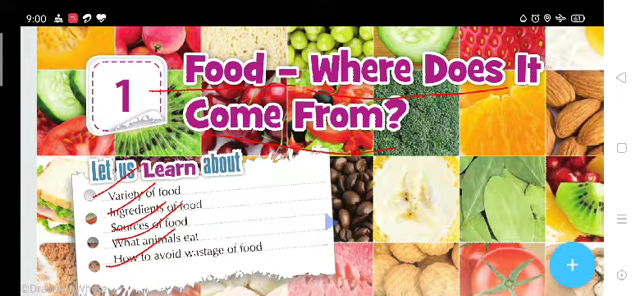 9:00
61
1
Food – Where Does It
Come From?
Let us Learn about
Variety of food
Ingredients of food
Sources of food
What animals eat
How to avoid wastage of food
+